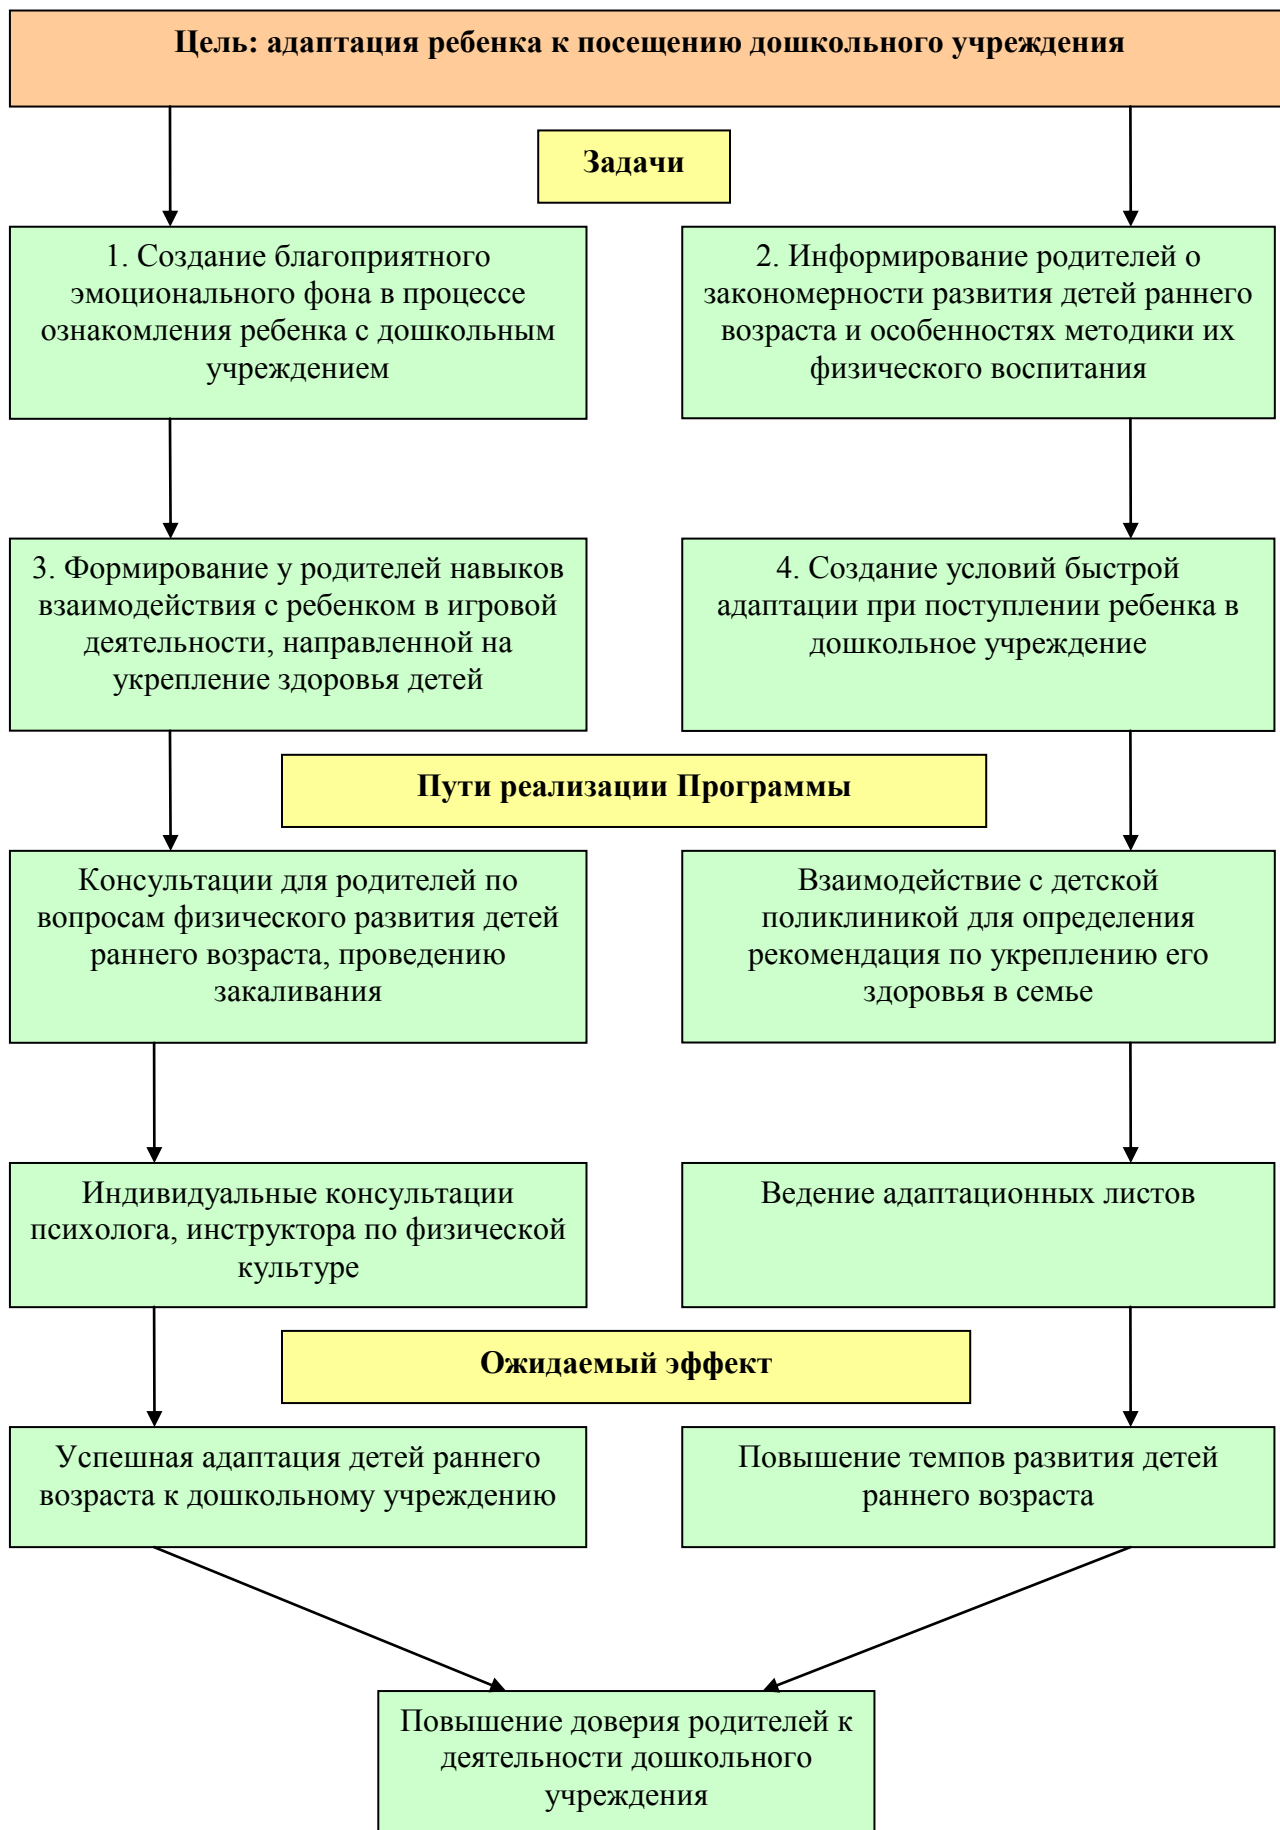 Цель: адаптация ребенка к посещению дошкольного учреждения
Задачи
1. Создание благоприятного
эмоционального фона в процессе
ознакомления ребенка с дошкольным
учреждением
2. Информирование родителей о
закономерности развития детей раннего
возраста и особенностях методики их
физического воспитания
3. Формирование у родителей навыков
взаимодействия с ребенком в игровой
деятельности, направленной на
укрепление здоровья детей
4. Создание условий быстрой
адаптации при поступлении ребенка в
дошкольное учреждение
Пути реализации Программы
Консультации для родителей по
вопросам физического развития детей
раннего возраста, проведению
закаливания
Взаимодействие с детской
поликлиникой для определения
рекомендация по укреплению его
здоровья в семье
Индивидуальные консультации
психолога, инструктора по физической
культуре
Ведение адаптационных листов
Ожидаемый эффект
Успешная адаптация детей раннего
возраста к дошкольному учреждению
Повышение темпов развития детей
раннего возраста
Повышение доверия родителей к
деятельности дошкольного
учреждения